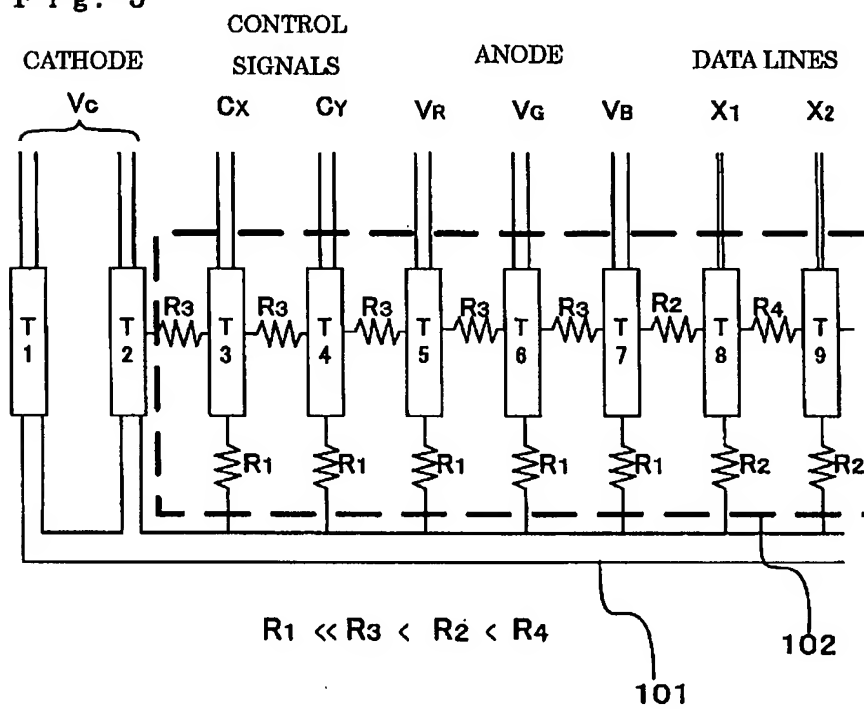 CONTROL
CATHODE SIGNALS ANODE DATA LINES
VC CX CY VR VG VB X1 X2
R3 R3 R3 R3 R3 R2 R4
T T T T T T T T T
1 2 3 4 5 6 7 8 9
R1 R1 R1 R1 R1 R2 R2
R1 << R3 < R2 < R4
102
101